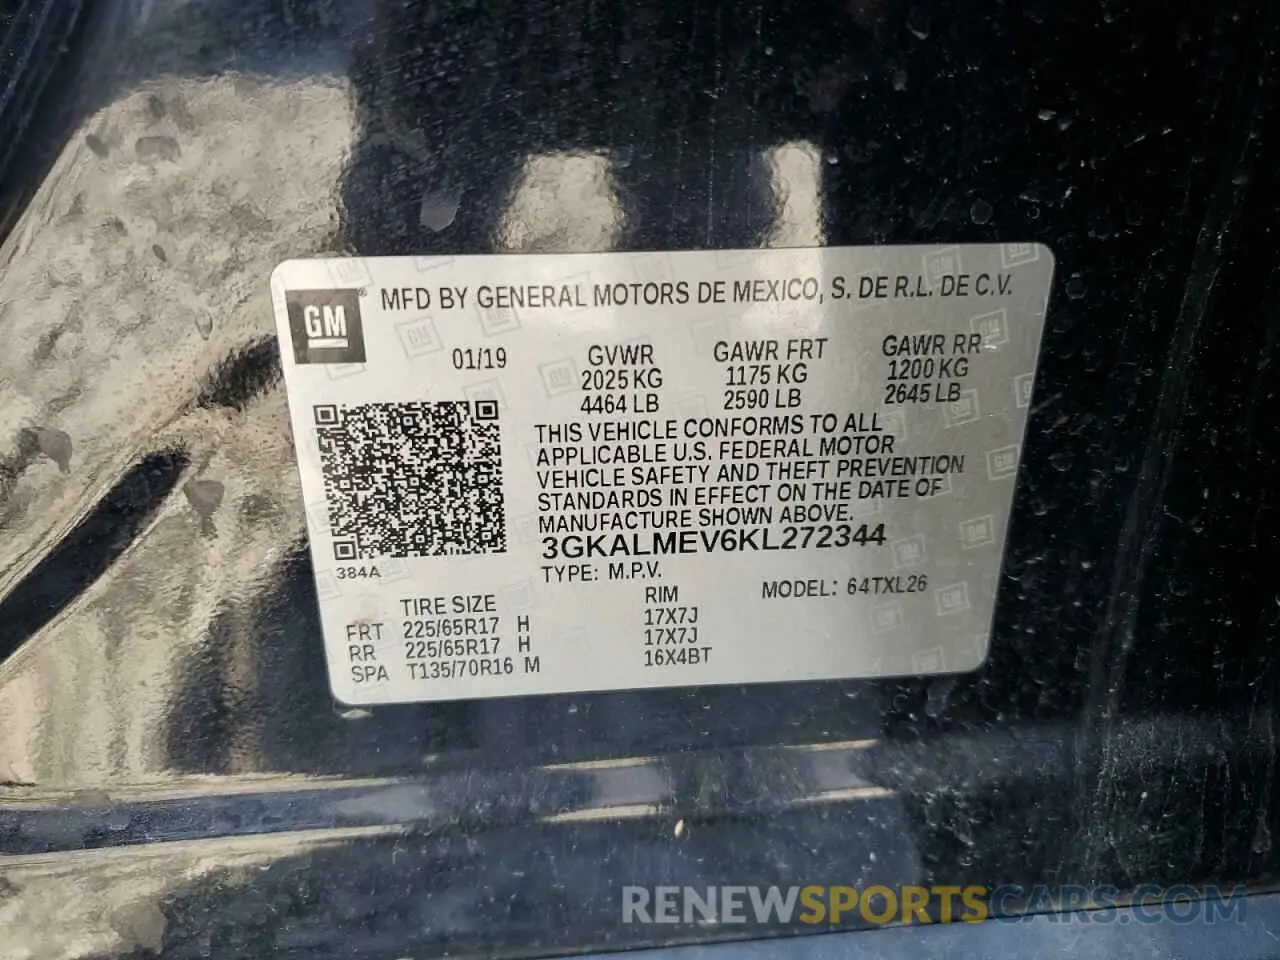 GM ® MFD BY GENERAL MOTORS DE MEXICO, S. DE R.L. DE C.V.
01/19 GVWR GAWR FRT GAWR RR
2025 KG 1175 KG 1200 KG
4464 LB 2590 LB 2645 LB
THIS VEHICLE CONFORMS TO ALL
APPLICABLE U.S. FEDERAL MOTOR
VEHICLE SAFETY AND THEFT PREVENTION
STANDARDS IN EFFECT ON THE DATE OF
MANUFACTURE SHOWN ABOVE.
3GKALMEV6KL272344
384A TYPE: M.P.V. MODEL: 64TXL26
TIRE SIZE RIM
FRT 225/65R17 H 17X7J
RR 225/65R17 H 17X7J
SPA T135/70R16 M 16X4BT
RENEWSPORTSCARS.COM